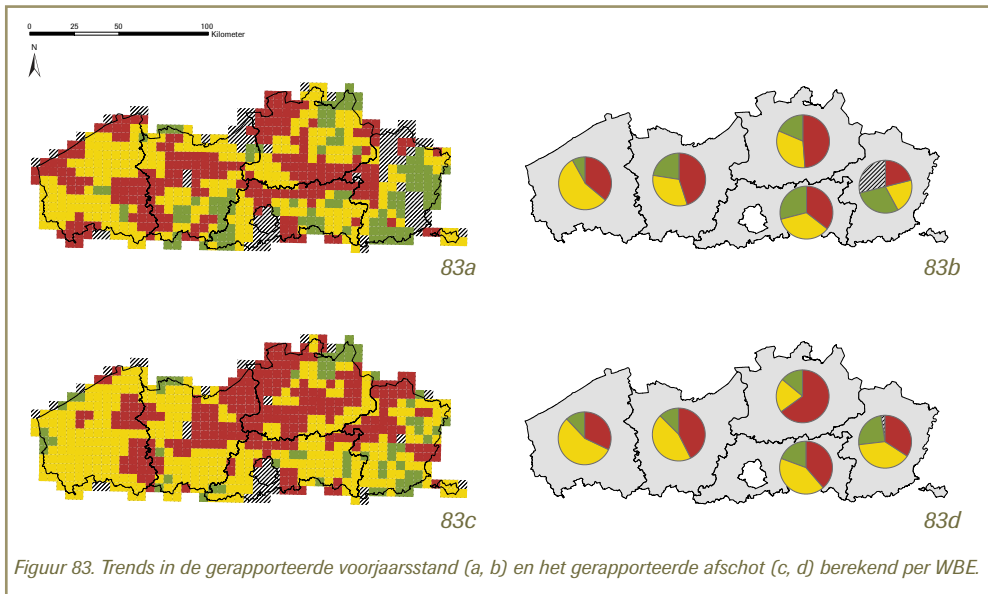 0 25 50 100
Kilometer
N
83a
83b
83c
83d
Figuur 83. Trends in de gerapporteerde voorjaarsstand (a, b) en het gerapporteerde afschot (c, d) berekend per WBE.